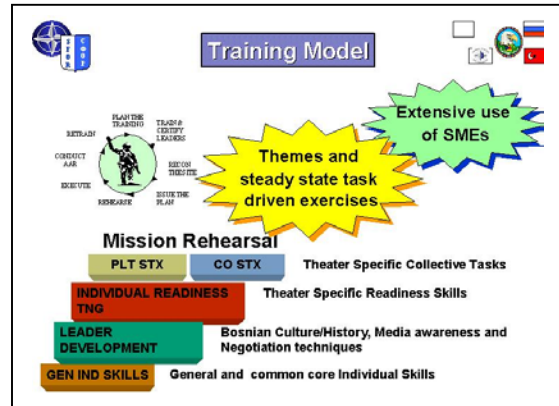 SFOR
COOP
Training Model
Extensive use
of SMEs
PLAN THE
TRAINING
TRAIN &
CERTIFY
LEADERS
RECON
THE SITE
ISSUE THE
PLAN
REHEARSE
EXECUTE
CONDUCT
AAR
RETRAIN
Themes and
steady state task
driven exercises
Mission Rehearsal
PLT STX
CO STX
Theater Specific Collective Tasks
INDIVIDUAL READINESS
TNG
Theater Specific Readiness Skills
LEADER
DEVELOPMENT
Bosnian Culture/History, Media awareness and
Negotiation techniques
GEN IND SKILLS
General and common core Individual Skills